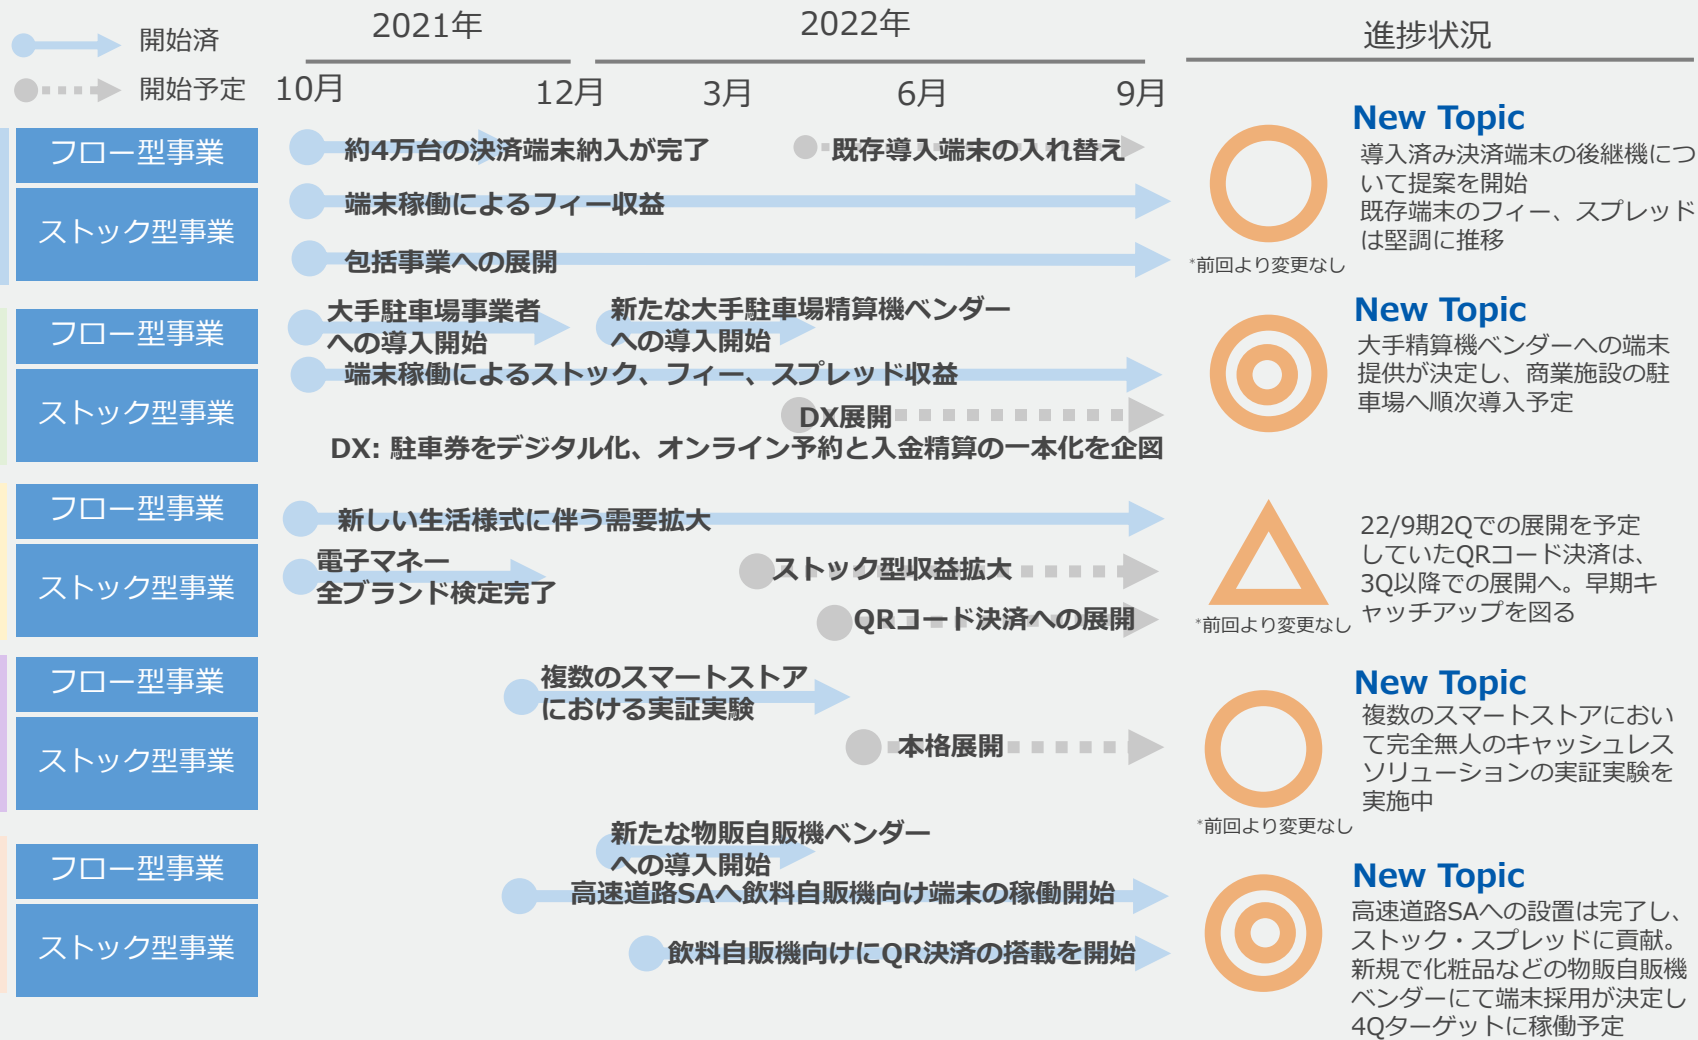 開始済
開始予定
2021年
2022年
進捗状況
10月
12月
3月
6月
9月
フロー型事業
ストック型事業
約4万台の決済端末納入が完了
既存導入端末の入れ替え
端末稼働によるフィー収益
包括事業への展開
New Topic
導入済み決済端末の後継機につ
いて提案を開始
既存端末のフィー、スプレッド
は堅調に推移
*前回より変更なし
フロー型事業
ストック型事業
大手駐車場事業者
への導入開始
新たな大手駐車場精算機ベンダー
への導入開始
端末稼働によるストック、フィー、スプレッド収益
DX展開
DX: 駐車券をデジタル化、オンライン予約と入金精算の一本化を企図
New Topic
大手精算機ベンダーへの端末
提供が決定し、商業施設の駐
車場へ順次導入予定
フロー型事業
ストック型事業
新しい生活様式に伴う需要拡大
電子マネー
全ブランド検定完了
ストック型収益拡大
QRコード決済への展開
22/9期2Qでの展開を予定
していたQRコード決済は、
3Q以降での展開へ。早期キ
ャッチアップを図る
*前回より変更なし
フロー型事業
ストック型事業
複数のスマートストア
における実証実験
本格展開
New Topic
複数のスマートストアにおい
て完全無人のキャッシュレス
ソリューションの実証実験を
実施中
*前回より変更なし
フロー型事業
ストック型事業
新たな物販自販機ベンダー
への導入開始
高速道路SAへ飲料自販機向け端末の稼働開始
飲料自販機向けにQR決済の搭載を開始
New Topic
高速道路SAへの設置は完了し、
ストック・スプレッドに貢献。
新規で化粧品などの物販自販機
ベンダーにて端末採用が決定し
4Qターゲットに稼働予定